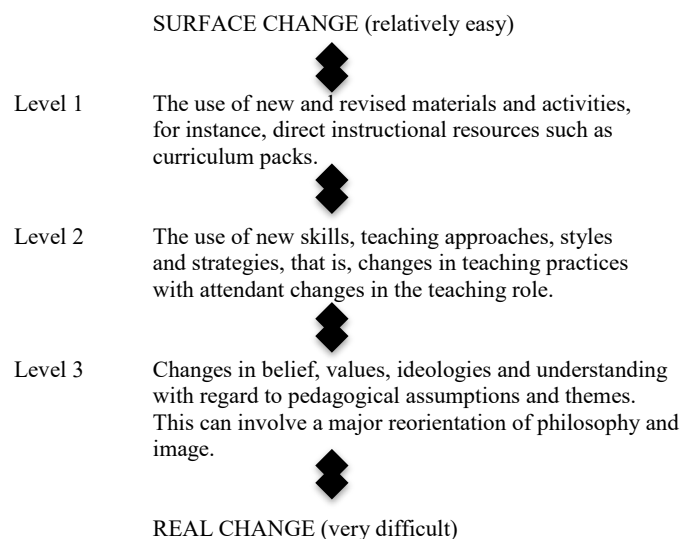 SURFACE CHANGE (relatively easy)
Level 1 The use of new and revised materials and activities,
for instance, direct instructional resources such as
curriculum packs.
Level 2 The use of new skills, teaching approaches, styles
and strategies, that is, changes in teaching practices
with attendant changes in the teaching role.
Level 3 Changes in belief, values, ideologies and understanding
with regard to pedagogical assumptions and themes.
This can involve a major reorientation of philosophy and
image.
REAL CHANGE (very difficult)